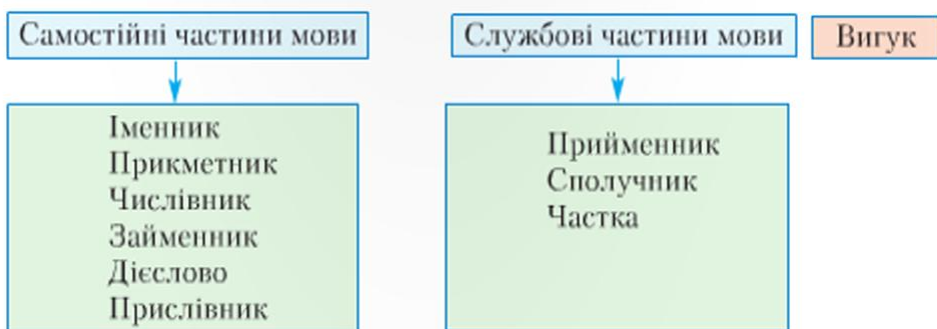 Самостійні частини мови
Службові частини мови
Вигук
Іменник
Прикметник
Числівник
Займенник
Дієслово
Прислівник
Прийменник
Сполучник
Частка